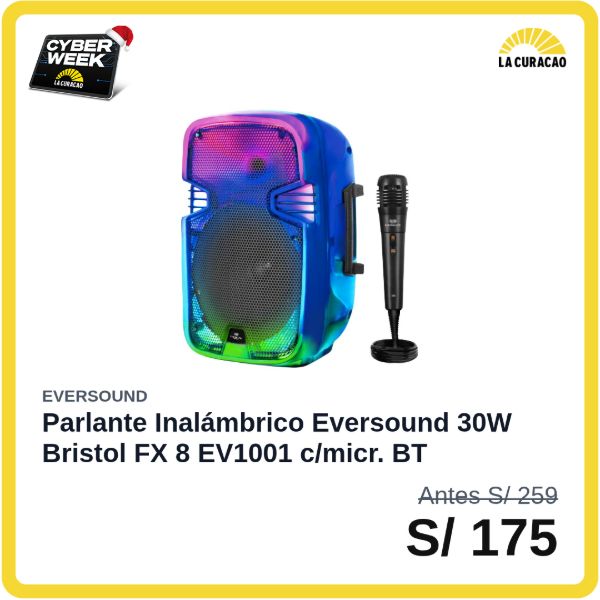 CYBER
WEEK
LA CURACAO
LA CURACAO
EVERSOUND
Parlante Inalámbrico Eversound 30W
Bristol FX 8 EV1001 c/micr. BT
Antes S/ 259
S/ 175